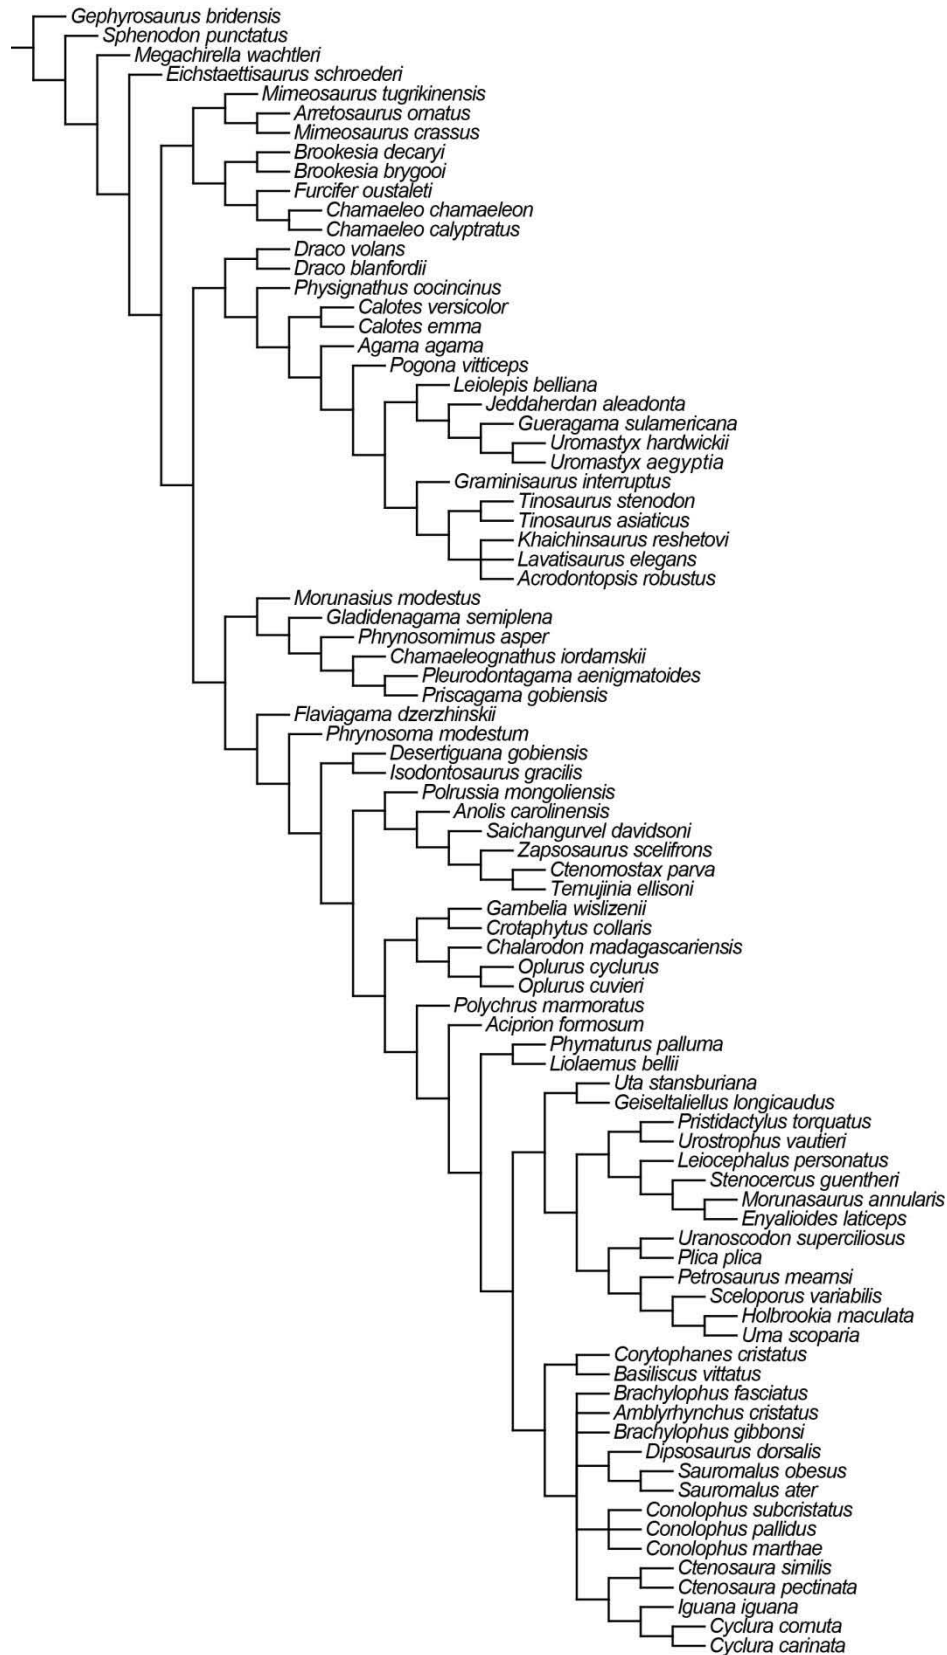 Gephyrosaurus bridensis
Sphenodon punctatus
Megachirella wachtleri
Eichstaettisaurus schroederi
Mimeosaurus tugrikinensis
Arretosaurus ornatus
Mimeosaurus crassus
Brookesia decaryi
Brookesia brygooi
Furcifer oustaleti
Chamaeleo chamaeleon
Chamaeleo calyptratus
Draco volans
Draco blanfordii
Physignathus cocincinus
Calotes versicolor
Calotes emma
Agama agama
Pogona vitticeps
Leiolepis belliana
Jeddaherdan aleadonta
Gueragama sulamericana
Uromastyx hardwickii
Uromastyx aegyptia
Graminisaurus interruptus
Tinosaurus stenodon
Tinosaurus asiaticus
Khaichinsaurus reshetovi
Lavatisaurus elegans
Acrodontopsis robustus
Morunasius modestus
Gladidenagama semiplena
Phrynosomimus asper
Chamaeleognathus iordamskii
Pleurodontagama aenigmatoides
Priscagama gobiensis
Flaviagama dzerzhinskii
Phrynosoma modestum
Desertiguana gobiensis
Isodontosaurus gracilis
Polrussia mongoliensis
Anolis carolinensis
Saichangurvel davidsoni
Zapsosaurus scelifrons
Ctenomostax parva
Temujinia ellisoni
Gambelia wislizenii
Crotaphytus collaris
Chalarodon madagascariensis
Oplurus cyclurus
Oplurus cuvieri
Polychrus marmoratus
Aciprion formosum
Phymaturus palluma
Liolaemus bellii
Uta stansburiana
Geiseltaliellus longicaudus
Pristidactylus torquatus
Urostrophus vautieri
Leiocephalus personatus
Stenocercus guentheri
Morunasaurus annularis
Enyalioides laticeps
Uranoscodon superciliosus
Plica plica
Petrosaurus mearnsi
Sceloporus variabilis
Holbrookia maculata
Uma scoparia
Corytophanes cristatus
Basiliscus vittatus
Brachylophus fasciatus
Amblyrhynchus cristatus
Brachylophus gibbonsi
Dipsosaurus dorsalis
Sauromalus obesus
Sauromalus ater
Conolophus subcristatus
Conolophus pallidus
Conolophus marthae
Ctenosaura similis
Ctenosaura pectinata
Iguana iguana
Cyclura cornuta
Cyclura carinata